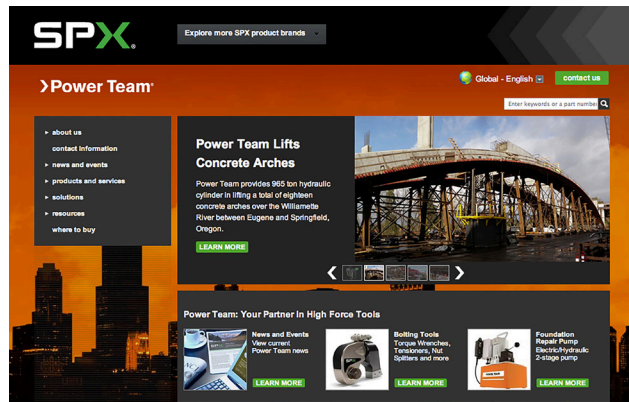 SPX
Explore more SPX product brands
Power Team
Global - English
contact us
Enter keywords or a part number
about us
contact information
news and events
products and services
solutions
resources
where to buy
Power Team Lifts
Concrete Arches
Power Team provides 965 ton hydraulic
cylinder in lifting a total of eighteen
concrete arches over the Willamette
River between Eugene and Springfield,
Oregon.
LEARN MORE
Power Team: Your Partner In High Force Tools
News and Events
View current
Power Team news
LEARN MORE
Bolting Tools
Torque Wrenches,
Tensioners, Nut
Splitters and more
LEARN MORE
Foundation
Repair Pump
Electric/Hydraulic
2-stage pump
LEARN MORE